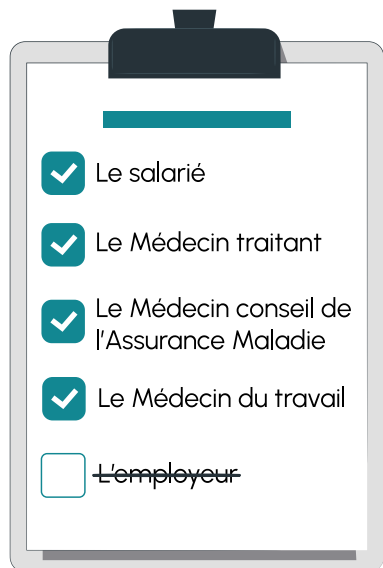 Le salarié
Le Médecin traitant
Le Médecin conseil de
l'Assurance Maladie
Le Médecin du travail
L'employeur